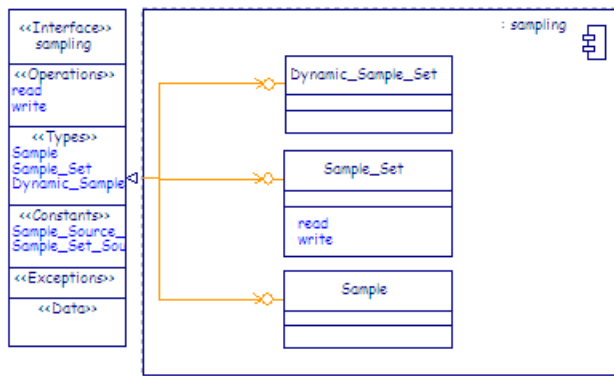 <<Interface>>
sampling
<<Operations>>
read
write
<<Types>>
Sample
Sample_Set
Dynamic_Sample
<<Constants>>
Sample_Source_
Sample_Set_Sou
<<Exceptions>>
<<Data>>
: sampling
Dynamic_Sample_Set
Sample_Set
read
write
Sample